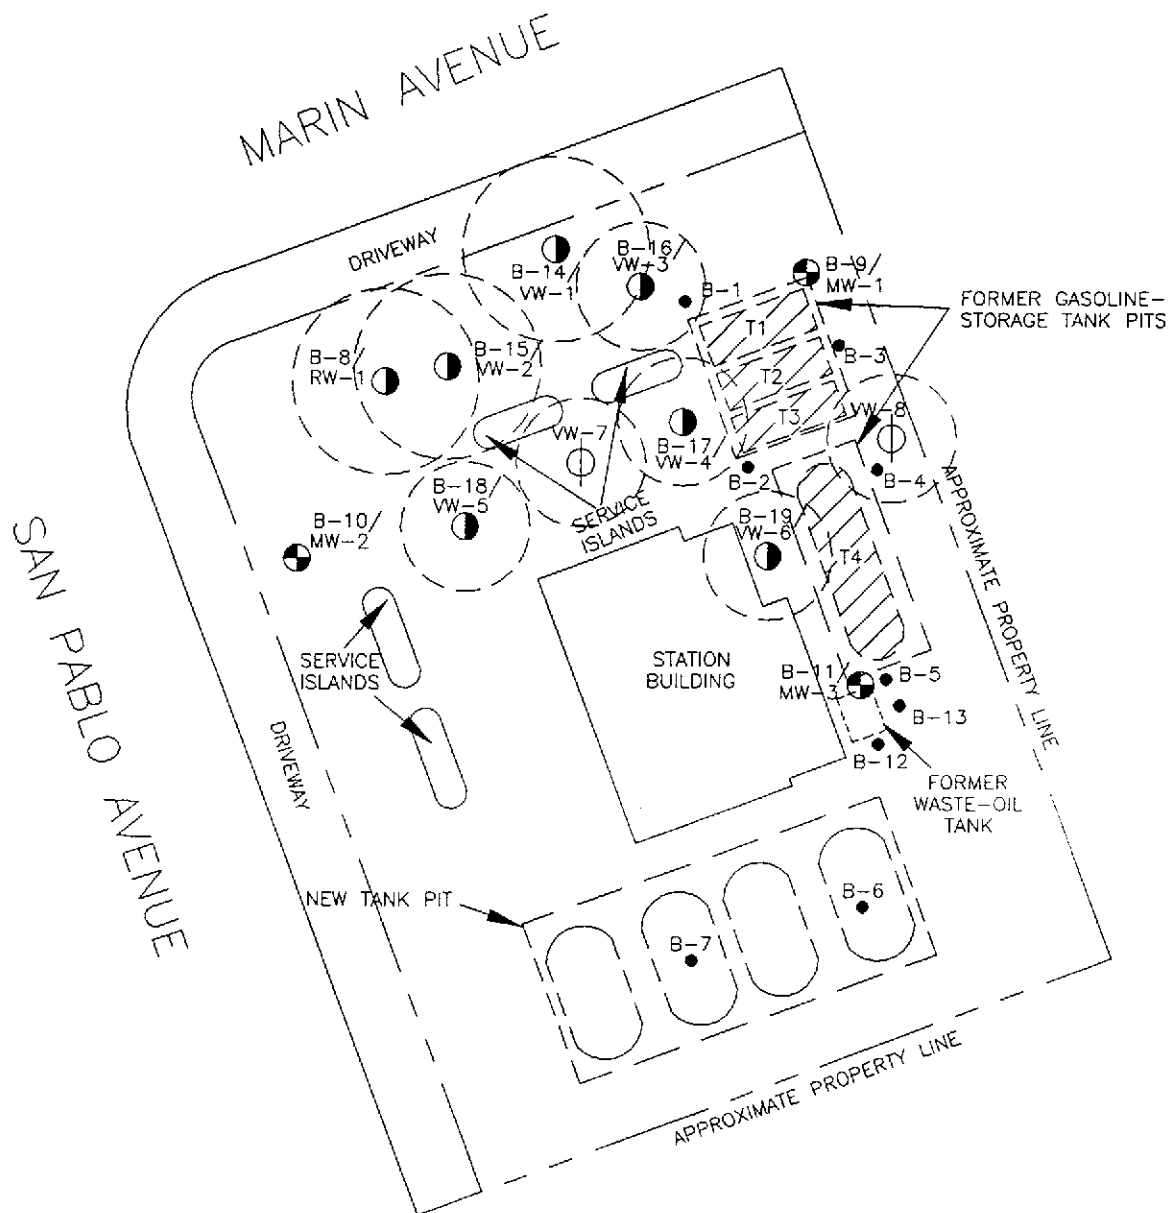 MARIN AVENUE
DRIVEWAY
B-14/
VW-1
B-16/
VW-3
B-1
B-9/
MW-1
FORMER GASOLINE-
STORAGE TANK PITS
T1
B-3
B-8/
RW-1
B-15/
VW-2
T2
T3
VW-8
VW-7
B-17/
VW-4
B-2
B-4
B-18/
VW-5
SERVICE
ISLANDS
B-19/
VW-6
B-10/
MW-2
T4
APPROXIMATE PROPERTY LINE
SAN PABLO AVENUE
SERVICE
ISLANDS
STATION
BUILDING
B-11/
MW-3
B-5
B-13
B-12
DRIVEWAY
FORMER
WASTE-OIL
TANK
NEW TANK PIT
B-6
B-7
APPROXIMATE PROPERTY LINE